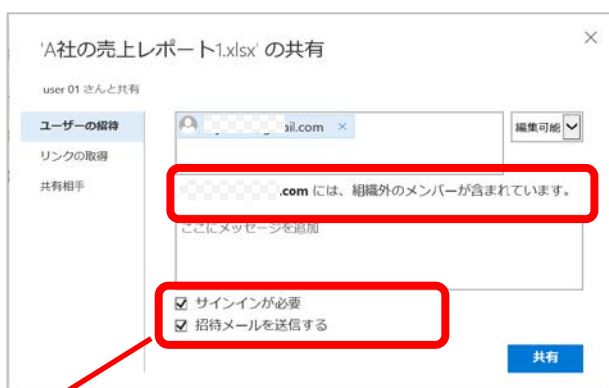 'A社の売上レポート1.xlsx' の共有
user 01 さんと共有
ユーザーの招待
ail.com ×
編集可能
リンクの取得
共有相手
.com には、組織外のメンバーが含まれています。
ここにメッセージを追加
サインインが必要
招待メールを送信する
共有